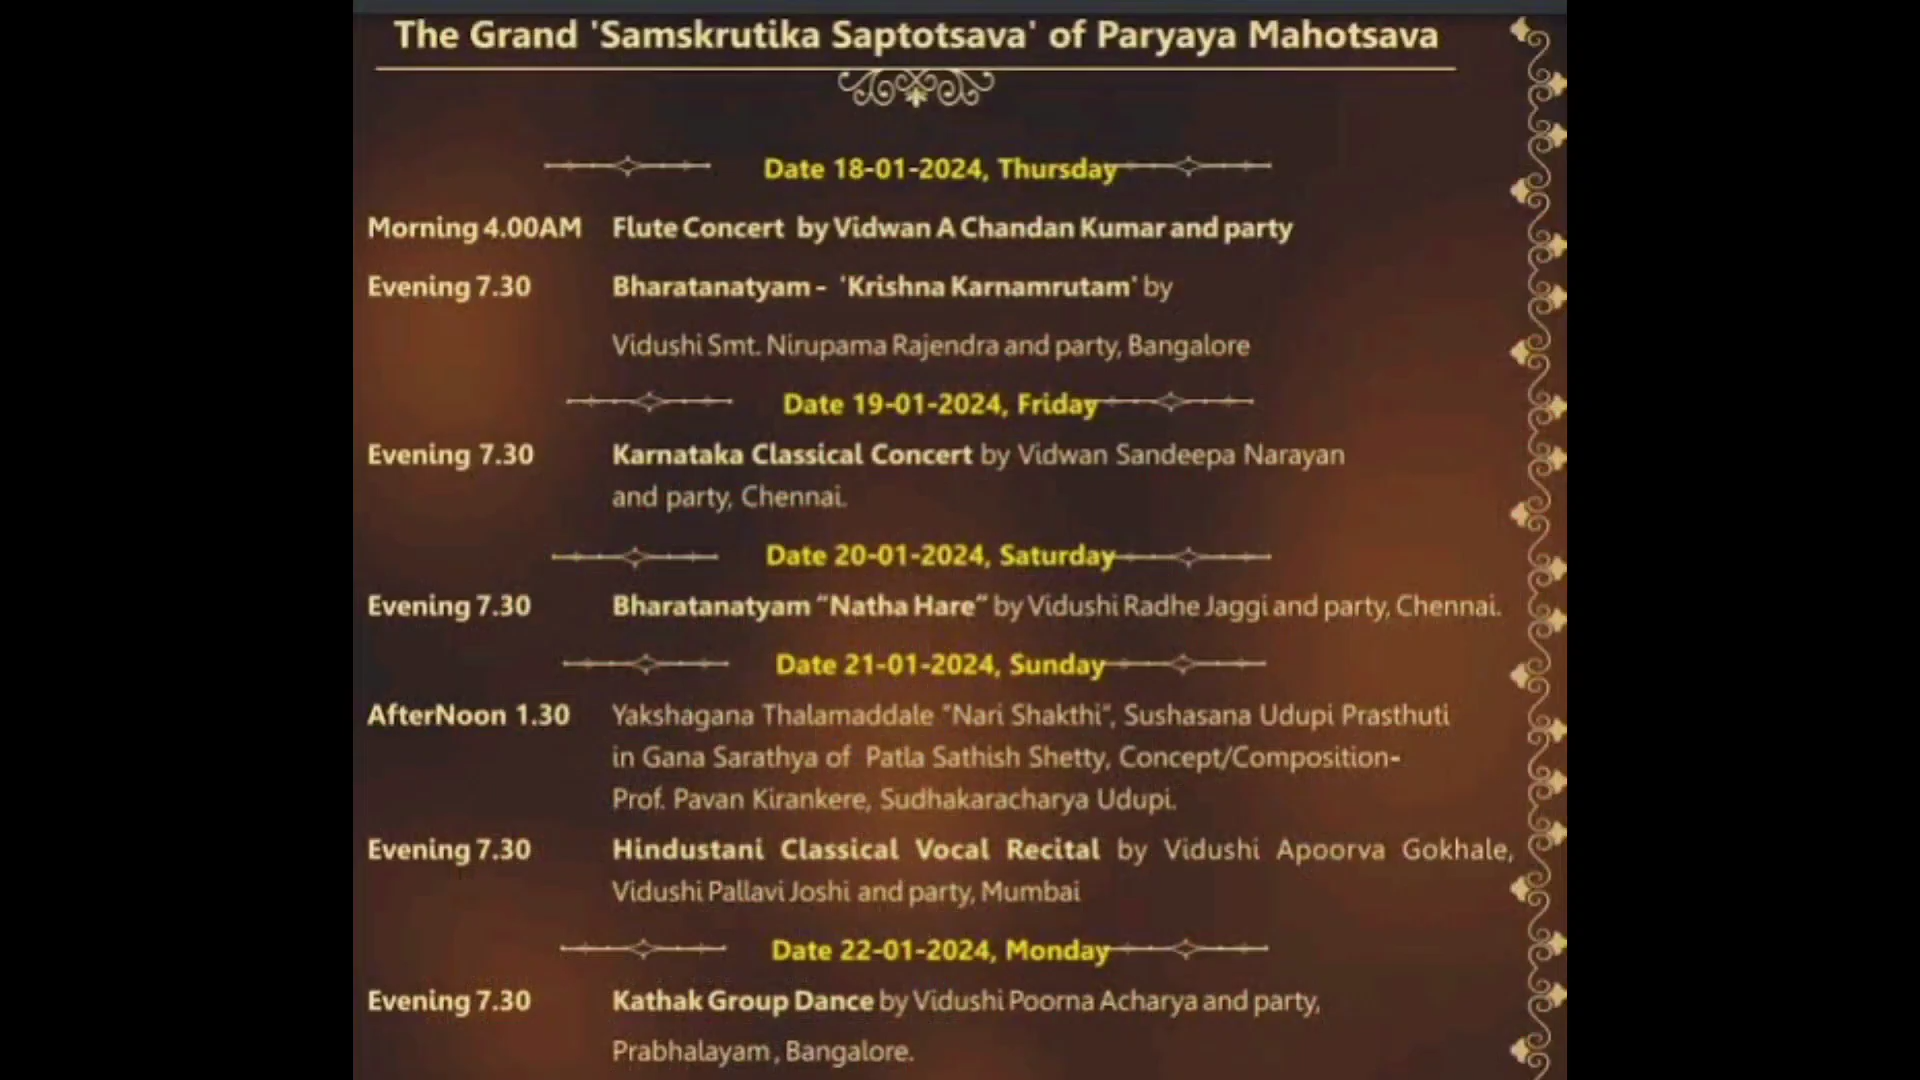 The Grand 'Samskrutika Saptotsava' of Paryaya Mahotsava
Date 18-01-2024, Thursday
Morning 4.00AM Flute Concert by Vidwan A Chandan Kumar and party
Evening 7.30 Bharatanatyam - 'Krishna Karnamrutam' by
Vidushi Smt. Nirupama Rajendra and party, Bangalore
Date 19-01-2024, Friday
Evening 7.30 Karnataka Classical Concert by Vidwan Sandeepa Narayan
and party, Chennai.
Date 20-01-2024, Saturday
Evening 7.30 Bharatanatyam “Natha Hare” by Vidushi Radhe Jaggi and party, Chennai.
Date 21-01-2024, Sunday
AfterNoon 1.30 Yakshagana Thalamaddale "Nari Shakthi", Sushasana Udupi Prasthuti
in Gana Sarathya of Patla Sathish Shetty, Concept/Composition-
Prof. Pavan Kirankere, Sudhakaracharya Udupi.
Evening 7.30 Hindustani Classical Vocal Recital by Vidushi Apoorva Gokhale,
Vidushi Pallavi Joshi and party, Mumbai
Date 22-01-2024, Monday
Evening 7.30 Kathak Group Dance by Vidushi Poorna Acharya and party,
Prabhalayam , Bangalore.